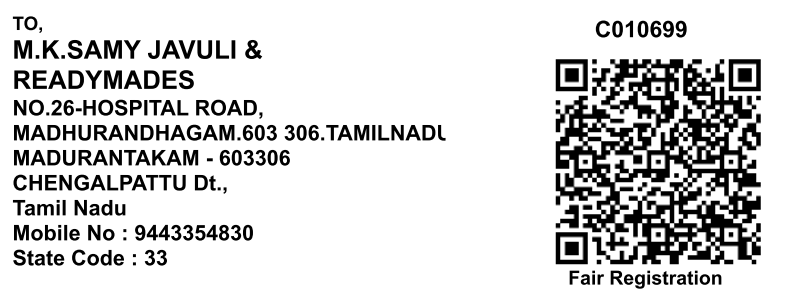 TO,
M.K.SAMY JAVULI &
READYMADES
NO.26-HOSPITAL ROAD,
MADHURANDHAGAM.603 306.TAMILNADU
MADURANTAKAM - 603306
CHENGALPATTU Dt.,
Tamil Nadu
Mobile No : 9443354830
State Code : 33
C010699
Fair Registration